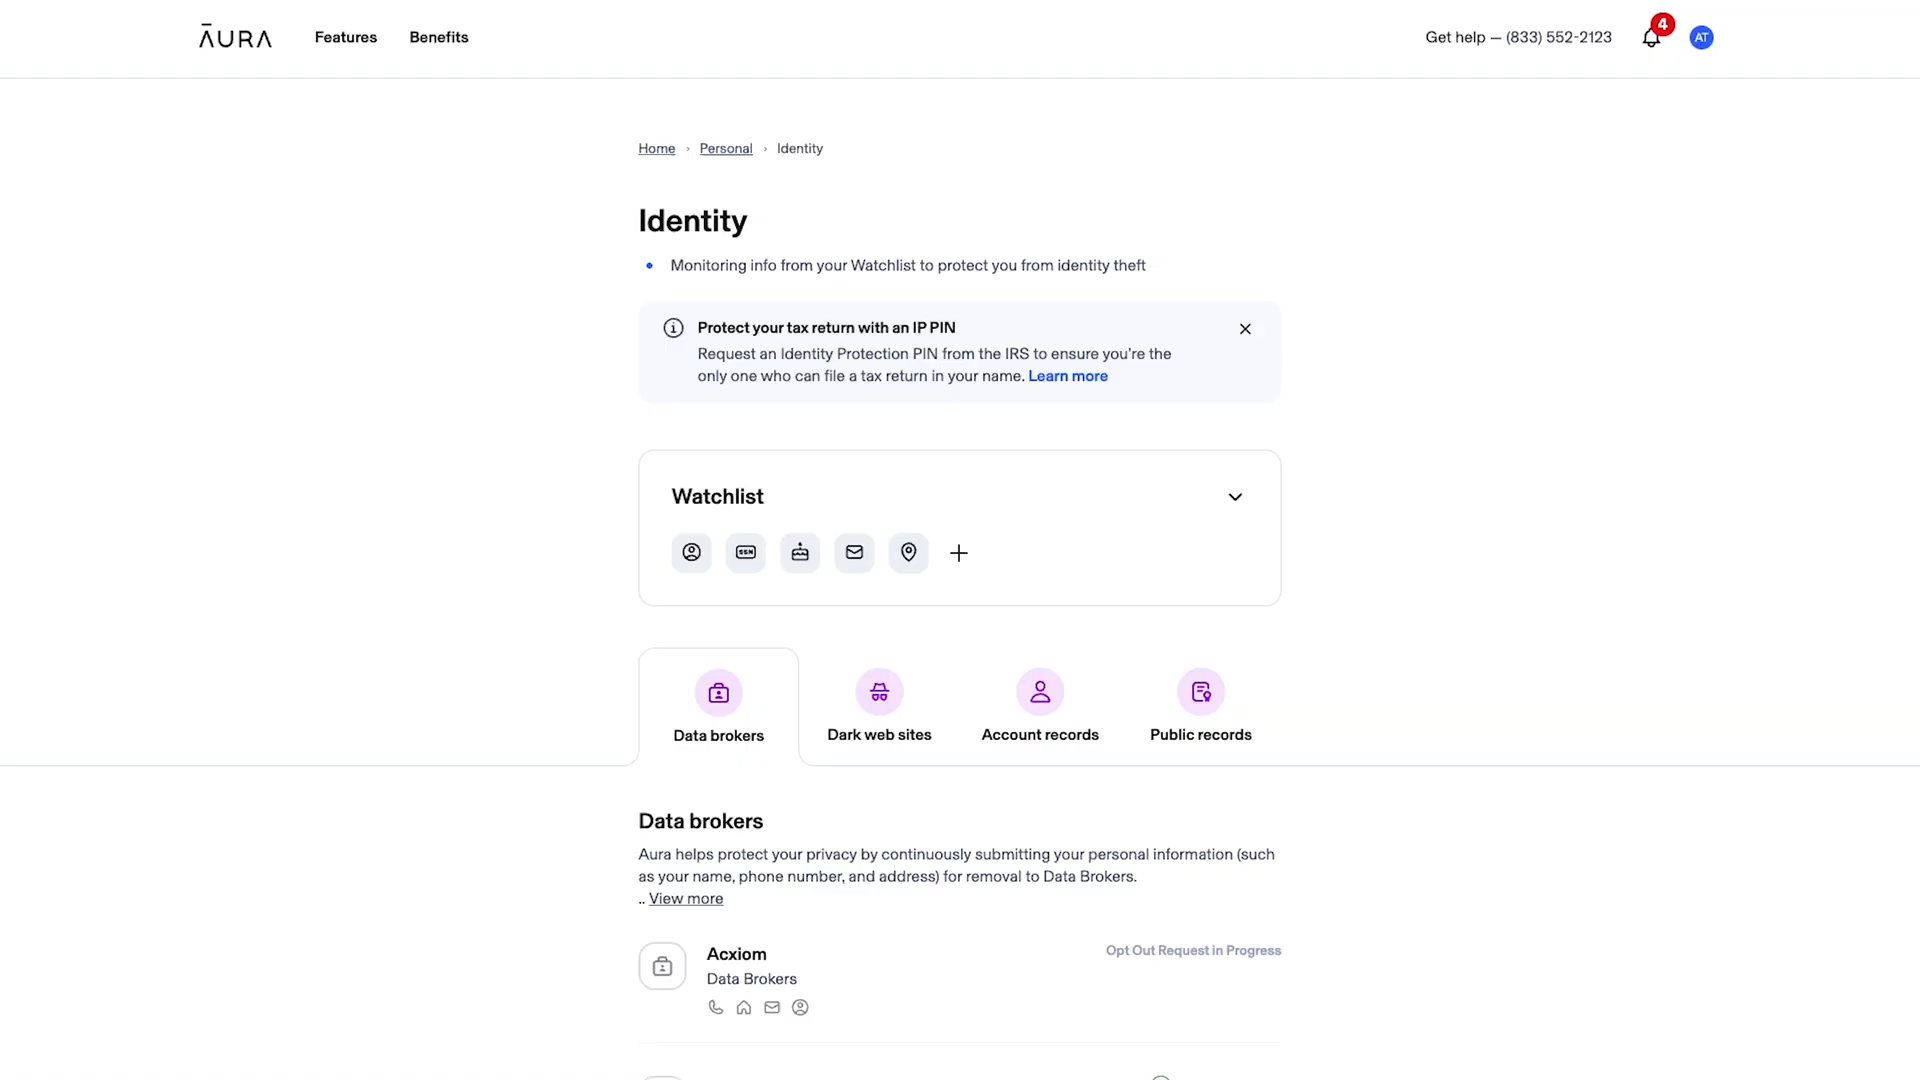 ĀURA
Features
Benefits
Get help — (833) 552-2123
4
AT
Home › Personal › Identity
Identity
• Monitoring info from your Watchlist to protect you from identity theft
Protect your tax return with an IP PIN
Request an Identity Protection PIN from the IRS to ensure you're the
only one who can file a tax return in your name. Learn more
Watchlist
SSN
Data brokers
Dark web sites
Account records
Public records
Data brokers
Aura helps protect your privacy by continuously submitting your personal information (such
as your name, phone number, and address) for removal to Data Brokers.
.. View more
Acxiom
Opt Out Request in Progress
Data Brokers